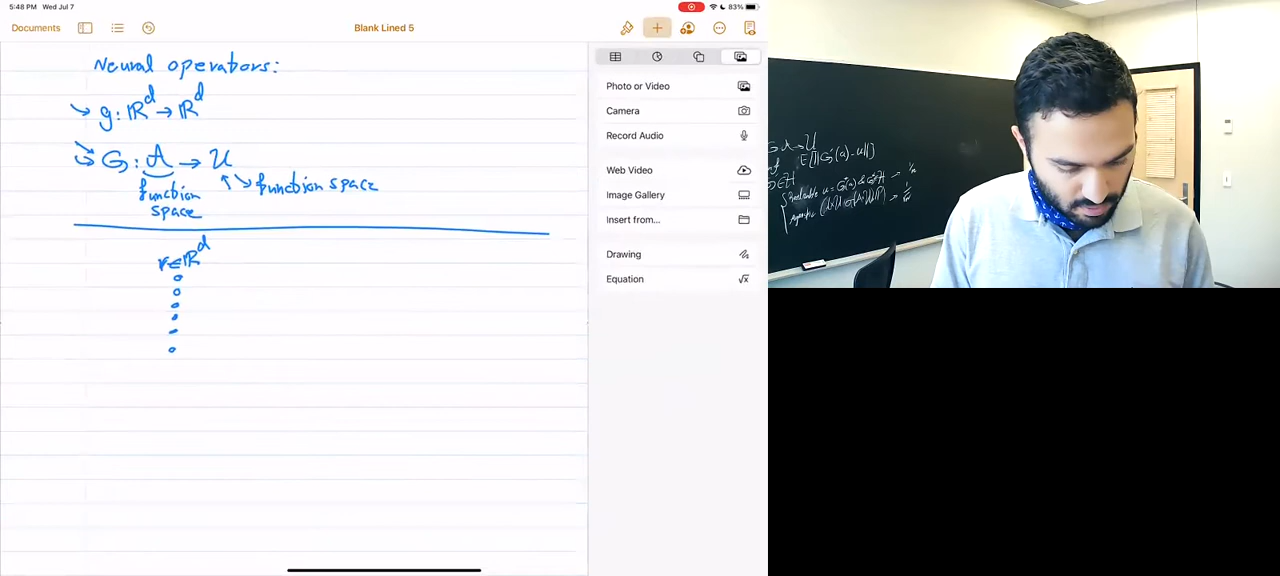 5:48 PM Wed Jul 7
83%
Documents
Blank Lined 5
Neural operators:
g: ℝ^d → ℝ^d
G: A → U
function space
function
space
r ∈ ℝ^d
Photo or Video
Camera
Record Audio
Web Video
Image Gallery
Insert from...
Drawing
Equation
√x